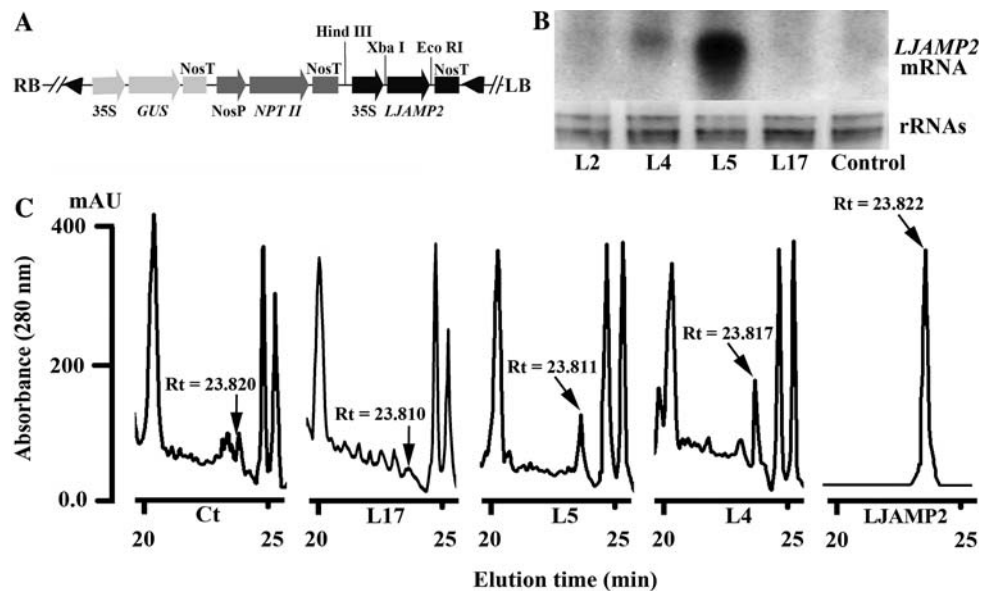 A
Hind III
Xba I
Eco RI
NosT
NosT
NosT
RB
LB
35S
GUS
NosP
NPT II
35S
LJAMP2
B
LJAMP2
mRNA
rRNAs
L2
L4
L5
L17
Control
C
mAU
400
200
0.0
Absorbance (280 nm)
Rt = 23.820
Rt = 23.810
Rt = 23.811
Rt = 23.817
Rt = 23.822
Ct
L17
L5
L4
LJAMP2
20
25
20
25
20
25
20
25
20
25
Elution time (min)